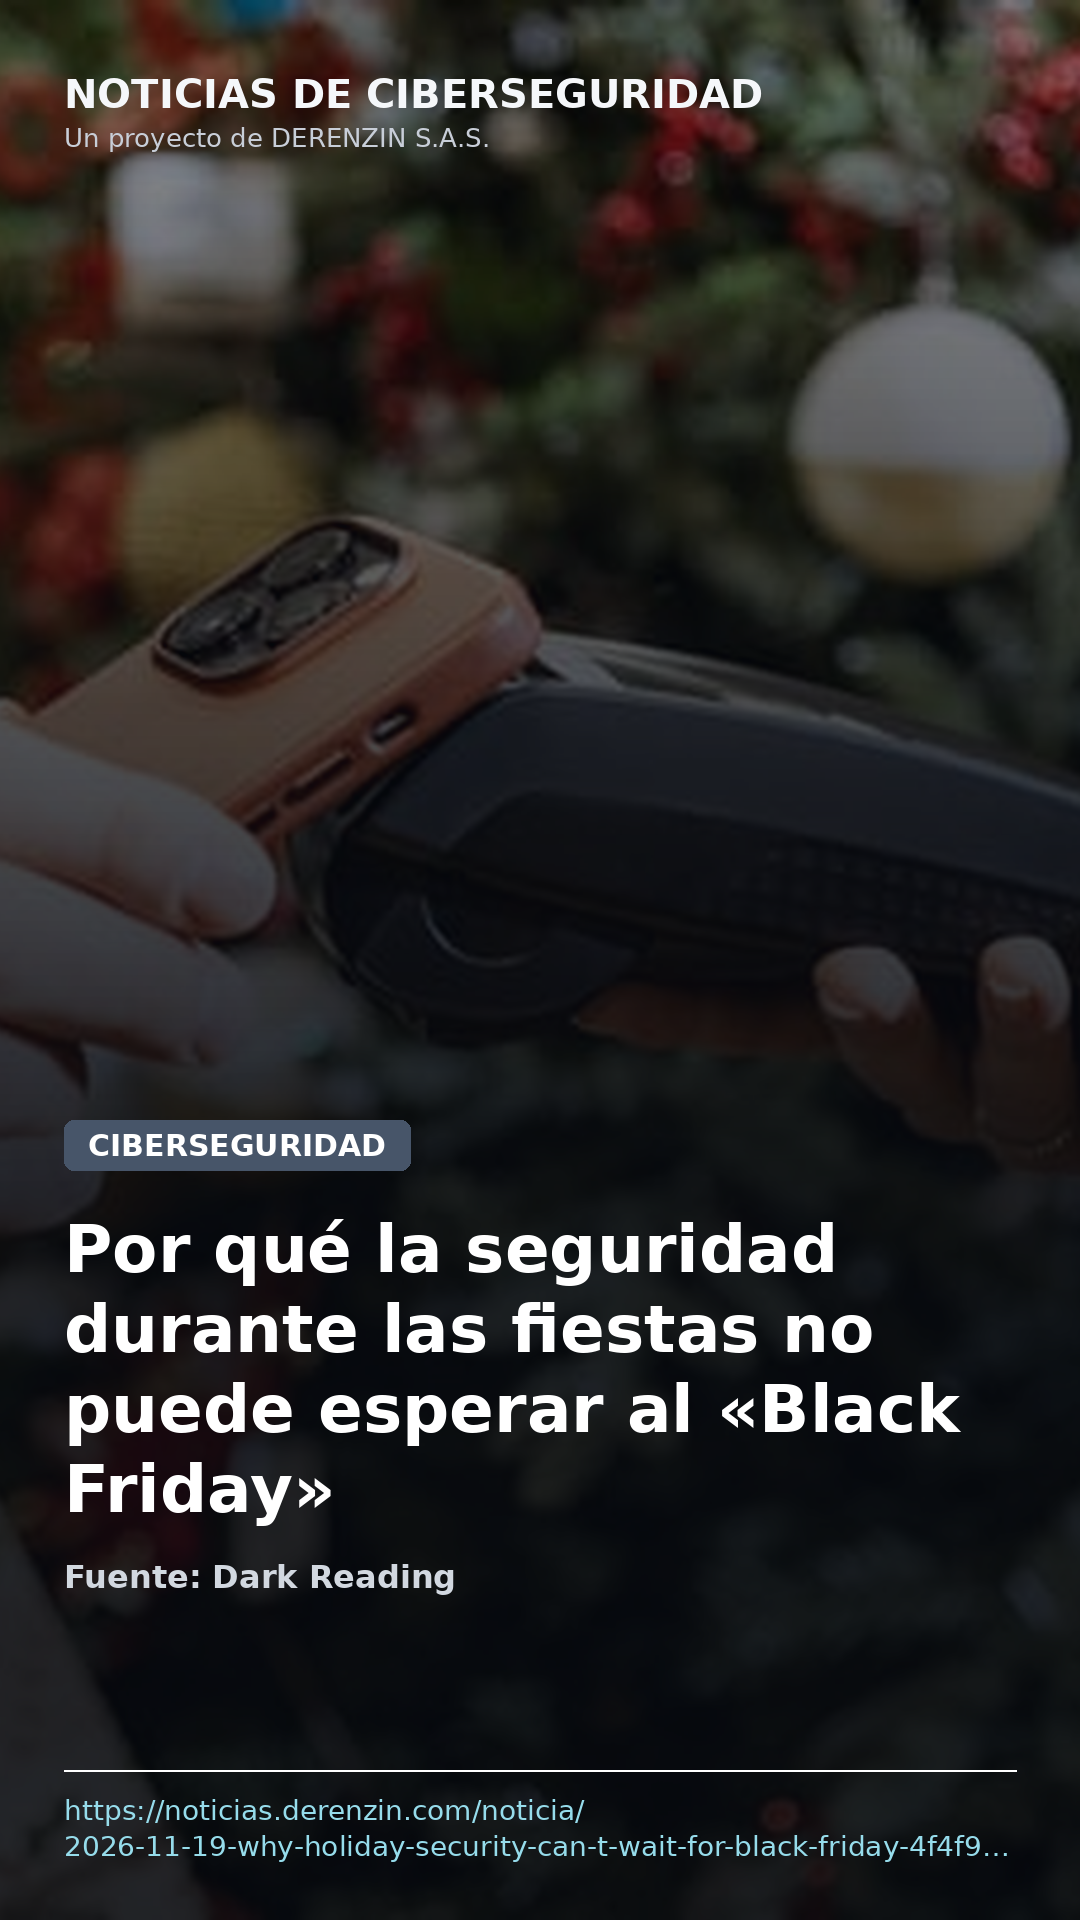 NOTICIAS DE CIBERSEGURIDAD
Un proyecto de DERENZIN S.A.S.
CIBERSEGURIDAD
Por qué la seguridad
durante las fiestas no
puede esperar al «Black
Friday»
Fuente: Dark Reading
https://noticias.derenzin.com/noticia/
2026-11-19-why-holiday-security-can-t-wait-for-black-friday-4f4f9…